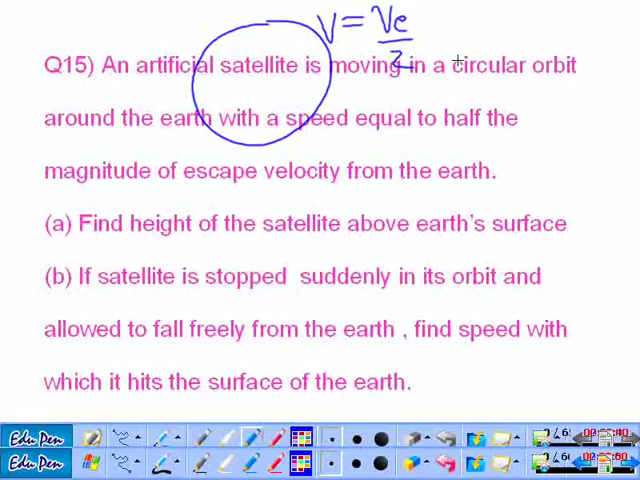 V = Ve/2
Q15) An artificial satellite is moving in a circular orbit
around the earth with a speed equal to half the
magnitude of escape velocity from the earth.
(a) Find height of the satellite above earth's surface
(b) If satellite is stopped suddenly in its orbit and
allowed to fall freely from the earth , find speed with
which it hits the surface of the earth.
Edu Pen
Edu Pen